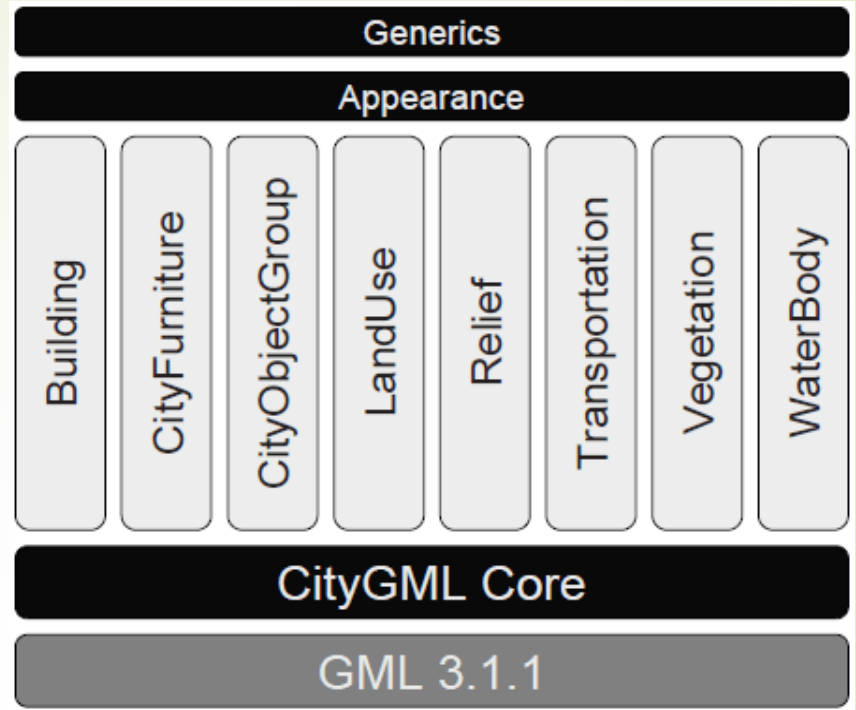 Generics
Appearance
Building
CityFurniture
CityObjectGroup
LandUse
Relief
Transportation
Vegetation
WaterBody
CityGML Core
GML 3.1.1